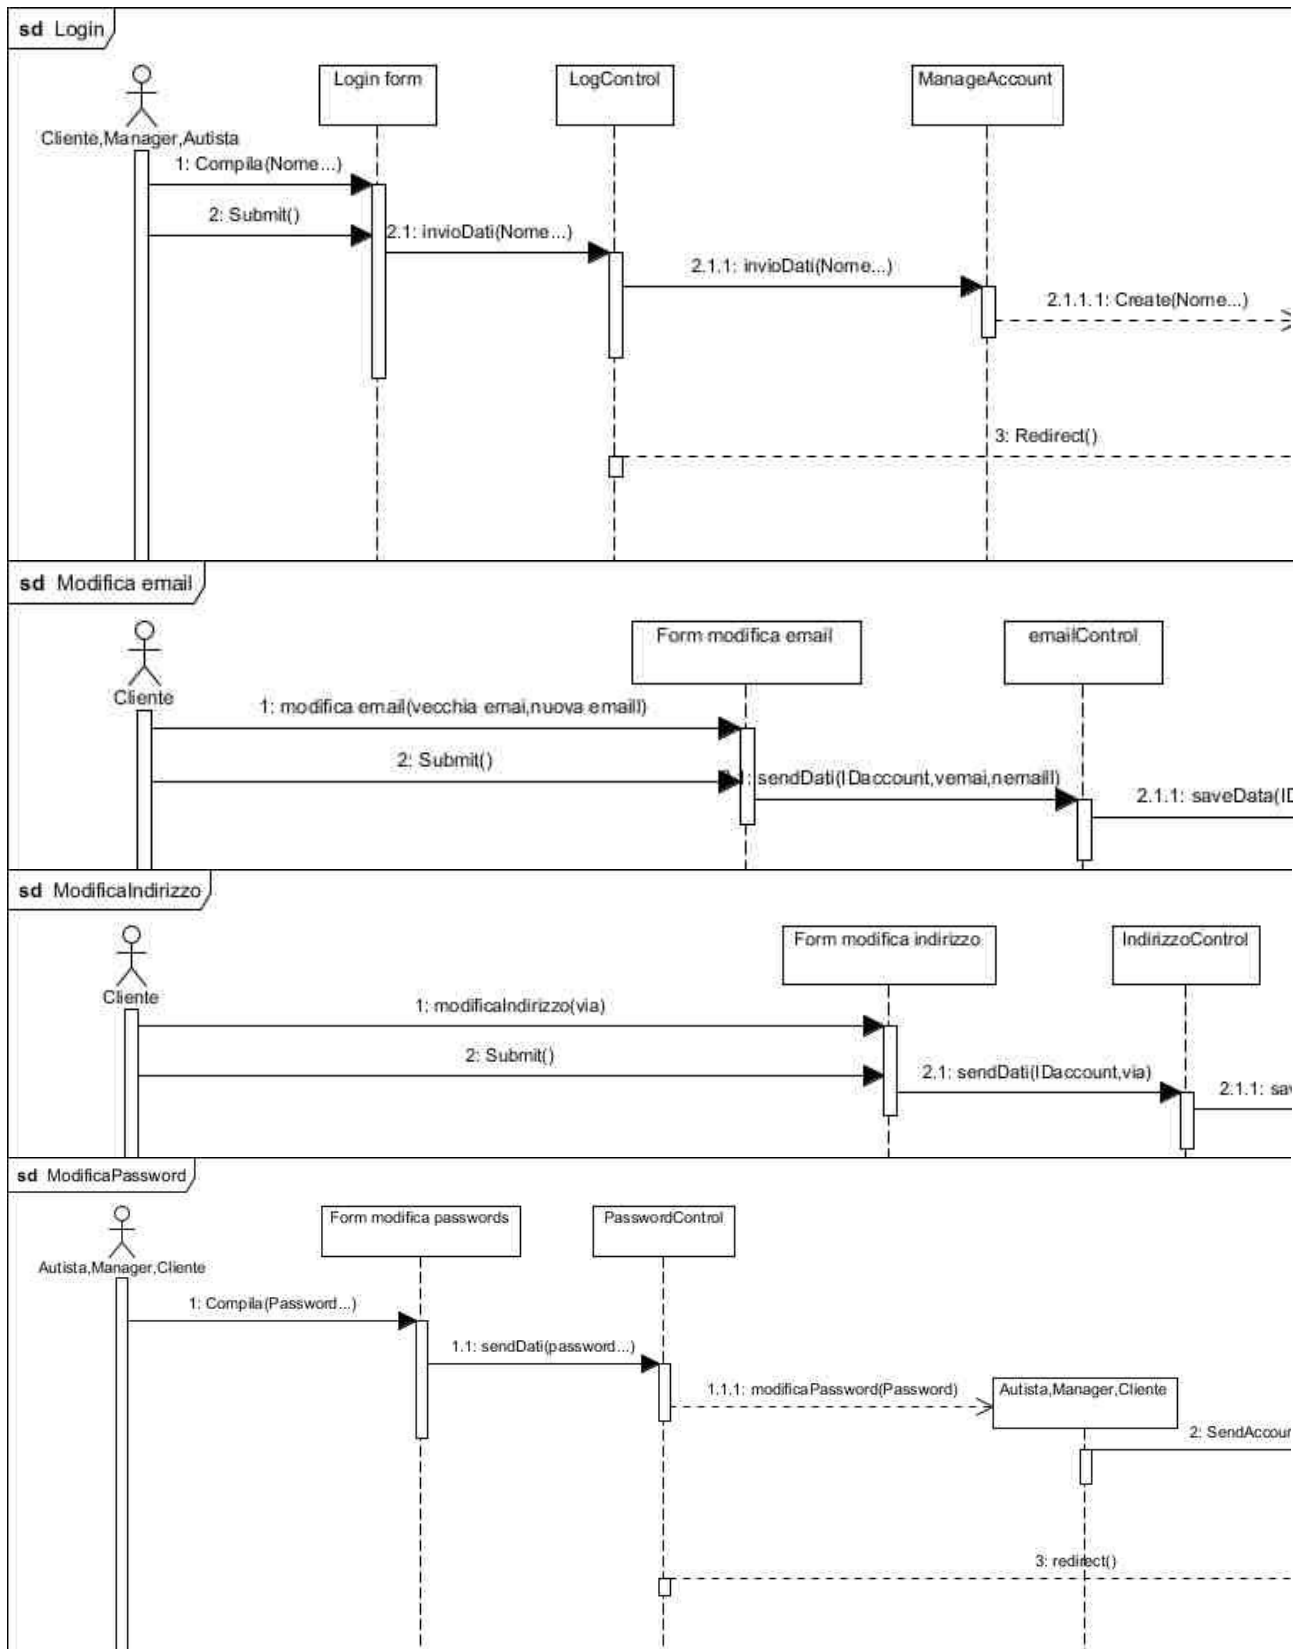 sd Login
Login form
LogControl
ManageAccount
Cliente,Manager,Autista
1: Compila(Nome...)
2: Submit()
2.1: invioDati(Nome...)
2.1.1: invioDati(Nome...)
2.1.1.1: Create(Nome...)
3: Redirect()
sd Modifica email
Form modifica email
emailControl
Cliente
1: modifica email(vecchia emai,nuova emaill)
2: Submit()
sendDati(IDaccount,vemai,nemaill)
2.1.1: saveData(ID
sd ModificaIndirizzo
Form modifica indirizzo
IndirizzoControl
Cliente
1: modificaIndirizzo(via)
2: Submit()
2.1: sendDati(IDaccount,via)
2.1.1: sav
sd ModificaPassword
Form modifica passwords
PasswordControl
Autista,Manager,Cliente
1: Compila(Password...)
1.1: sendDati(password...)
1.1.1: modificaPassword(Password)
Autista,Manager,Cliente
2: SendAccoun
3: redirect()